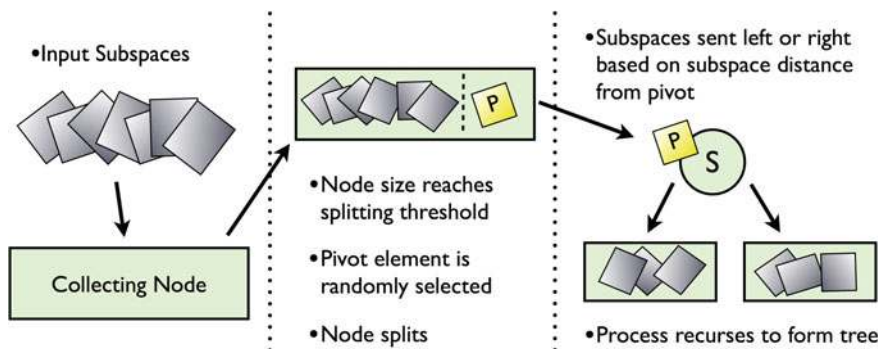 •Input Subspaces
Collecting Node
P
•Node size reaches
splitting threshold
•Pivot element is
randomly selected
•Node splits
•Subspaces sent left or right
based on subspace distance
from pivot
P
S
•Process recurses to form tree